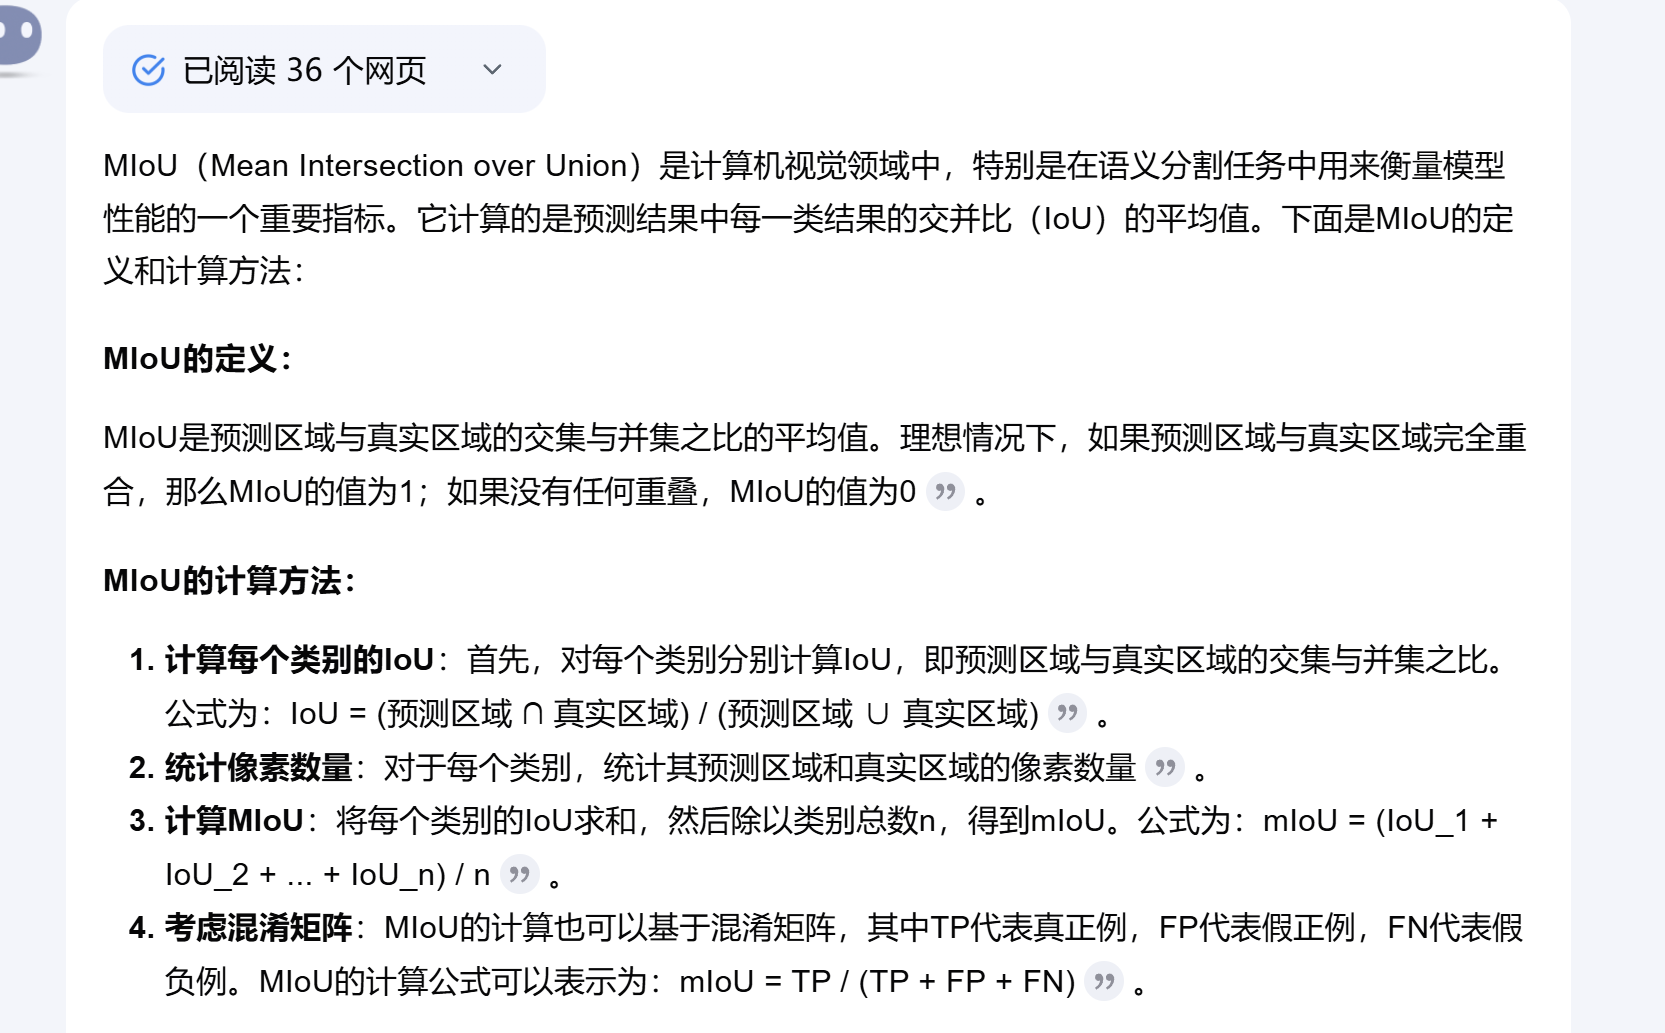 已阅读 36 个网页
MIoU（Mean Intersection over Union）是计算机视觉领域中，特别是在语义分割任务中用来衡量模型
性能的一个重要指标。它计算的是预测结果中每一类结果的交并比（IoU）的平均值。下面是MIoU的定
义和计算方法：
MIoU的定义：
MIoU是预测区域与真实区域的交集与并集之比的平均值。理想情况下，如果预测区域与真实区域完全重
合，那么MIoU的值为1；如果没有任何重叠，MIoU的值为0 ” 。
MIoU的计算方法：
1. 计算每个类别的IoU：首先，对每个类别分别计算IoU，即预测区域与真实区域的交集与并集之比。
公式为：IoU = (预测区域 ∩ 真实区域) / (预测区域 ∪ 真实区域) ” 。
2. 统计像素数量：对于每个类别，统计其预测区域和真实区域的像素数量 ” 。
3. 计算MIoU：将每个类别的IoU求和，然后除以类别总数n，得到mIoU。公式为：mIoU = (IoU_1 +
IoU_2 + ... + IoU_n) / n ” 。
4. 考虑混淆矩阵：MIoU的计算也可以基于混淆矩阵，其中TP代表真正例，FP代表假正例，FN代表假
负例。MIoU的计算公式可以表示为：mIoU = TP / (TP + FP + FN) ” 。